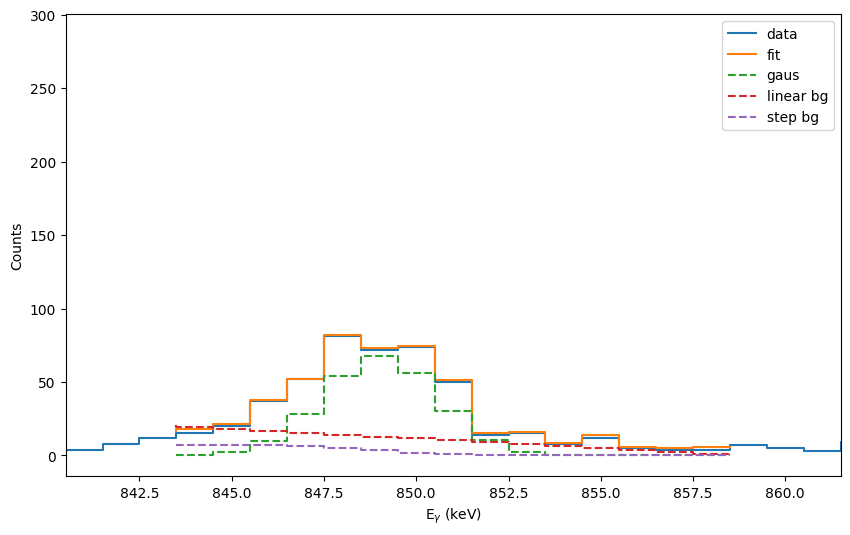 300
250
200
150
100
50
0
Counts
842.5 845.0 847.5 850.0 852.5 855.0 857.5 860.0
Eγ (keV)
data
fit
gaus
linear bg
step bg